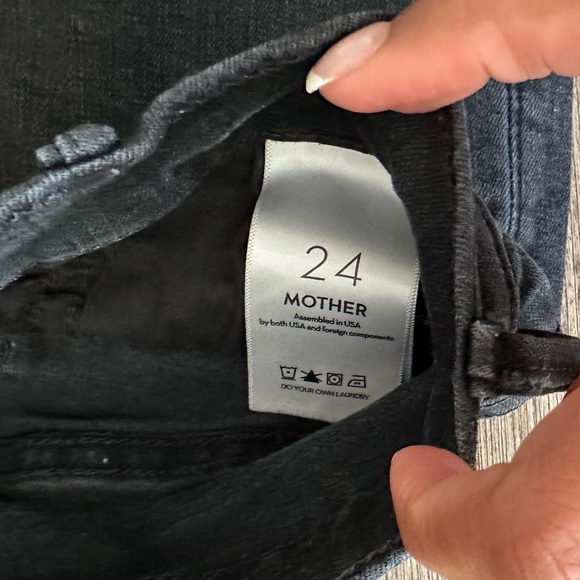 24
MOTHER
Assembled in USA
by both USA and foreign components
DO YOUR OWN LAUNDRY